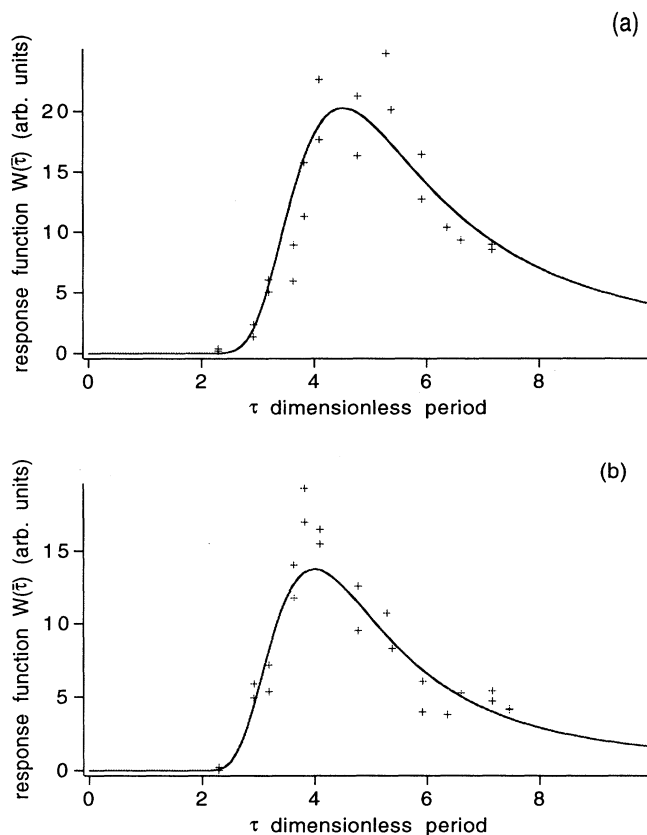 (a)
response function W(τ̄) (arb. units)
20
15
10
5
0
0 2 4 6 8
τ dimensionless period
(b)
response function W(τ̄) (arb. units)
15
10
5
0
0 2 4 6 8
τ dimensionless period